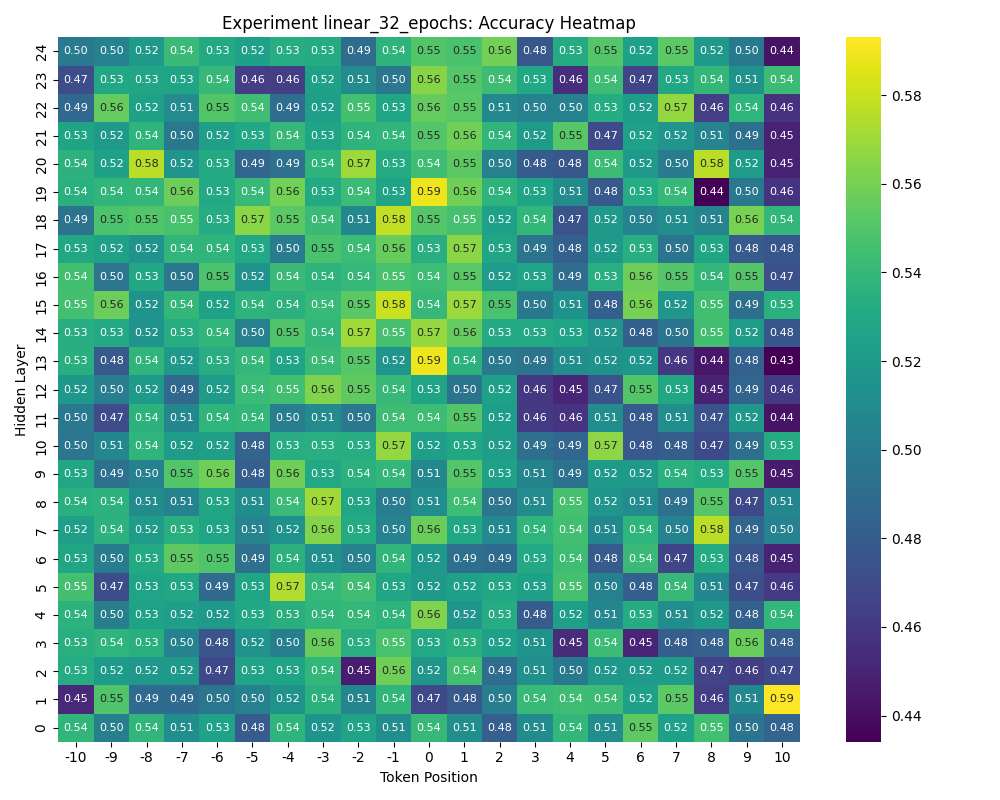 Experiment linear_32_epochs: Accuracy Heatmap
24 0.50 0.50 0.52 0.54 0.53 0.52 0.53 0.53 0.49 0.54 0.55 0.55 0.56 0.48 0.53 0.55 0.52 0.55 0.52 0.50 0.44
23 0.47 0.53 0.53 0.53 0.54 0.46 0.46 0.52 0.51 0.50 0.56 0.55 0.54 0.53 0.46 0.54 0.47 0.53 0.54 0.51 0.54
22 0.49 0.56 0.52 0.51 0.55 0.54 0.49 0.52 0.55 0.53 0.56 0.55 0.51 0.50 0.50 0.53 0.52 0.57 0.46 0.54 0.46
21 0.53 0.52 0.54 0.50 0.52 0.53 0.54 0.53 0.54 0.54 0.55 0.56 0.54 0.52 0.55 0.47 0.52 0.52 0.51 0.49 0.45
20 0.54 0.52 0.58 0.52 0.53 0.49 0.49 0.54 0.57 0.52 0.54 0.55 0.50 0.48 0.48 0.54 0.52 0.50 0.58 0.52 0.45
19 0.54 0.54 0.54 0.56 0.53 0.54 0.56 0.53 0.54 0.53 0.59 0.56 0.54 0.53 0.51 0.48 0.53 0.54 0.44 0.50 0.46
18 0.49 0.55 0.55 0.55 0.53 0.57 0.55 0.54 0.51 0.58 0.55 0.55 0.52 0.54 0.47 0.52 0.50 0.51 0.51 0.56 0.54
17 0.53 0.52 0.52 0.54 0.54 0.53 0.50 0.55 0.54 0.56 0.53 0.57 0.53 0.49 0.48 0.52 0.53 0.50 0.53 0.48 0.48
16 0.54 0.50 0.53 0.50 0.55 0.52 0.54 0.54 0.54 0.55 0.54 0.55 0.52 0.53 0.49 0.53 0.56 0.55 0.54 0.55 0.47
15 0.55 0.56 0.52 0.54 0.52 0.54 0.54 0.54 0.55 0.58 0.54 0.57 0.55 0.50 0.51 0.48 0.56 0.52 0.55 0.49 0.53
14 0.53 0.53 0.52 0.53 0.54 0.50 0.55 0.54 0.57 0.55 0.57 0.56 0.53 0.53 0.53 0.52 0.48 0.50 0.55 0.52 0.48
13 0.53 0.48 0.54 0.52 0.53 0.54 0.53 0.54 0.55 0.52 0.59 0.54 0.50 0.49 0.51 0.52 0.52 0.46 0.44 0.48 0.43
12 0.52 0.50 0.52 0.49 0.52 0.54 0.55 0.56 0.55 0.54 0.53 0.50 0.52 0.46 0.45 0.47 0.55 0.53 0.45 0.49 0.46
11 0.50 0.47 0.54 0.51 0.54 0.54 0.50 0.51 0.50 0.54 0.54 0.55 0.52 0.46 0.46 0.51 0.48 0.51 0.47 0.52 0.44
10 0.50 0.51 0.54 0.52 0.52 0.48 0.53 0.53 0.53 0.57 0.52 0.53 0.52 0.49 0.49 0.57 0.48 0.48 0.47 0.49 0.53
9 0.53 0.49 0.50 0.55 0.56 0.48 0.56 0.53 0.54 0.54 0.51 0.55 0.53 0.51 0.49 0.52 0.52 0.54 0.53 0.55 0.45
8 0.54 0.54 0.51 0.51 0.53 0.51 0.54 0.57 0.53 0.50 0.51 0.54 0.50 0.51 0.55 0.52 0.51 0.49 0.55 0.47 0.51
7 0.52 0.54 0.52 0.53 0.53 0.51 0.52 0.56 0.53 0.50 0.56 0.53 0.51 0.54 0.54 0.51 0.54 0.50 0.58 0.49 0.50
6 0.53 0.50 0.53 0.55 0.55 0.49 0.54 0.51 0.50 0.54 0.52 0.49 0.49 0.53 0.54 0.48 0.54 0.47 0.53 0.48 0.45
5 0.55 0.47 0.53 0.53 0.49 0.53 0.57 0.54 0.54 0.53 0.52 0.52 0.53 0.53 0.55 0.50 0.48 0.54 0.51 0.47 0.46
4 0.54 0.50 0.53 0.52 0.52 0.53 0.53 0.54 0.54 0.54 0.56 0.52 0.53 0.48 0.52 0.51 0.53 0.51 0.52 0.48 0.54
3 0.53 0.54 0.53 0.50 0.48 0.52 0.50 0.56 0.53 0.55 0.53 0.53 0.52 0.51 0.45 0.54 0.45 0.48 0.48 0.56 0.48
2 0.53 0.52 0.52 0.52 0.47 0.53 0.53 0.54 0.45 0.56 0.52 0.54 0.49 0.51 0.50 0.52 0.52 0.52 0.47 0.46 0.47
1 0.45 0.55 0.49 0.49 0.50 0.50 0.52 0.54 0.51 0.54 0.47 0.48 0.50 0.54 0.54 0.54 0.52 0.55 0.46 0.51 0.59
0 0.54 0.50 0.54 0.51 0.53 0.48 0.54 0.52 0.53 0.51 0.54 0.51 0.48 0.51 0.54 0.51 0.55 0.52 0.55 0.50 0.48
-10 -9 -8 -7 -6 -5 -4 -3 -2 -1 0 1 2 3 4 5 6 7 8 9 10
Token Position
Hidden Layer
0.58
0.56
0.54
0.52
0.50
0.48
0.46
0.44